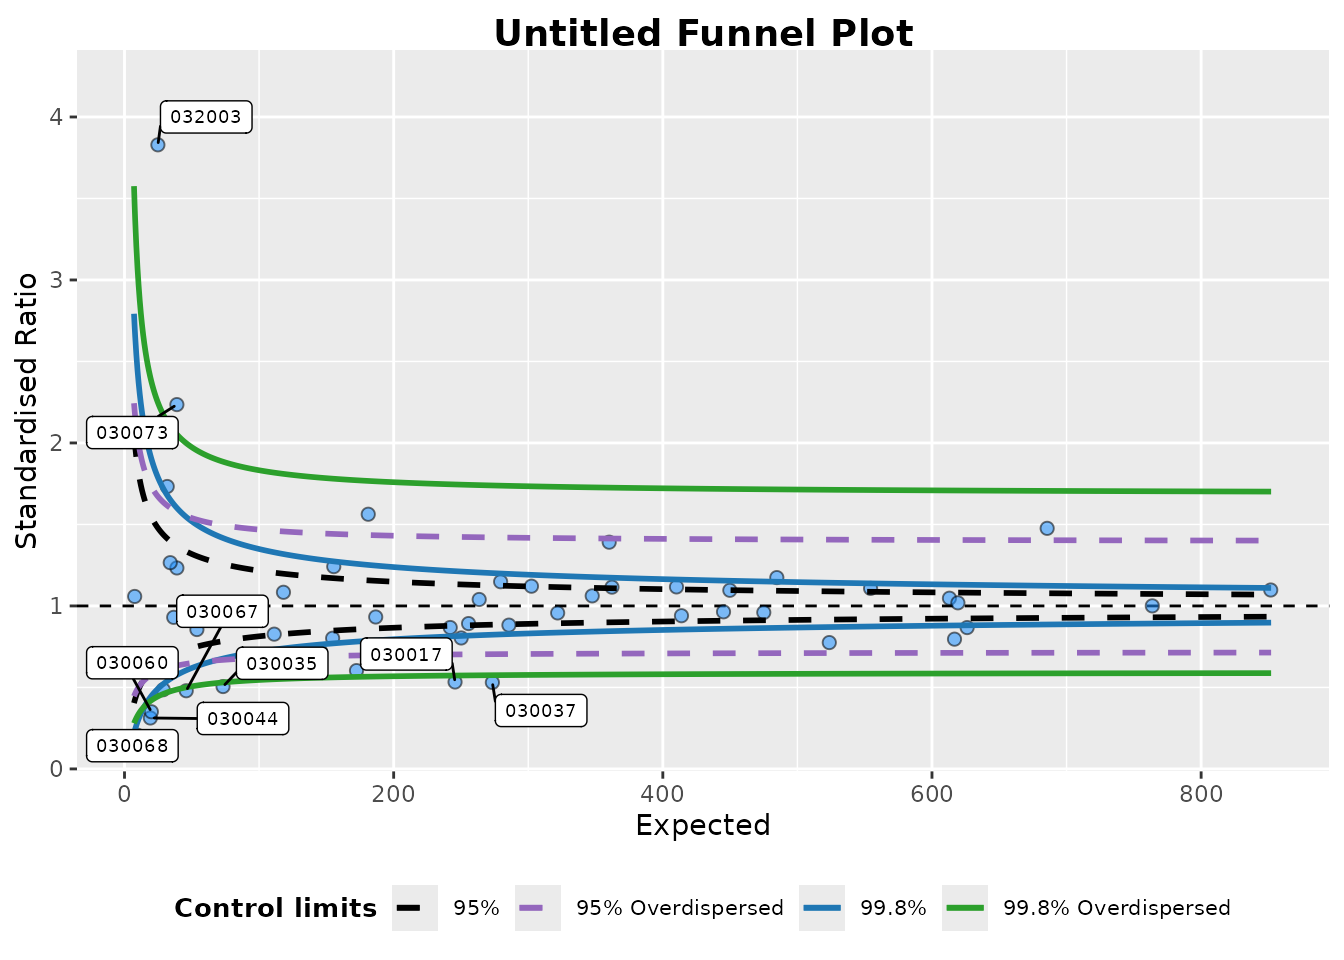 Untitled Funnel Plot
Standardised Ratio
4
3
2
1
0
032003
030073
030067
030060
030035
030017
030044
030037
030068
0 200 400 600 800
Expected
Control limits 95% 95% Overdispersed 99.8% 99.8% Overdispersed